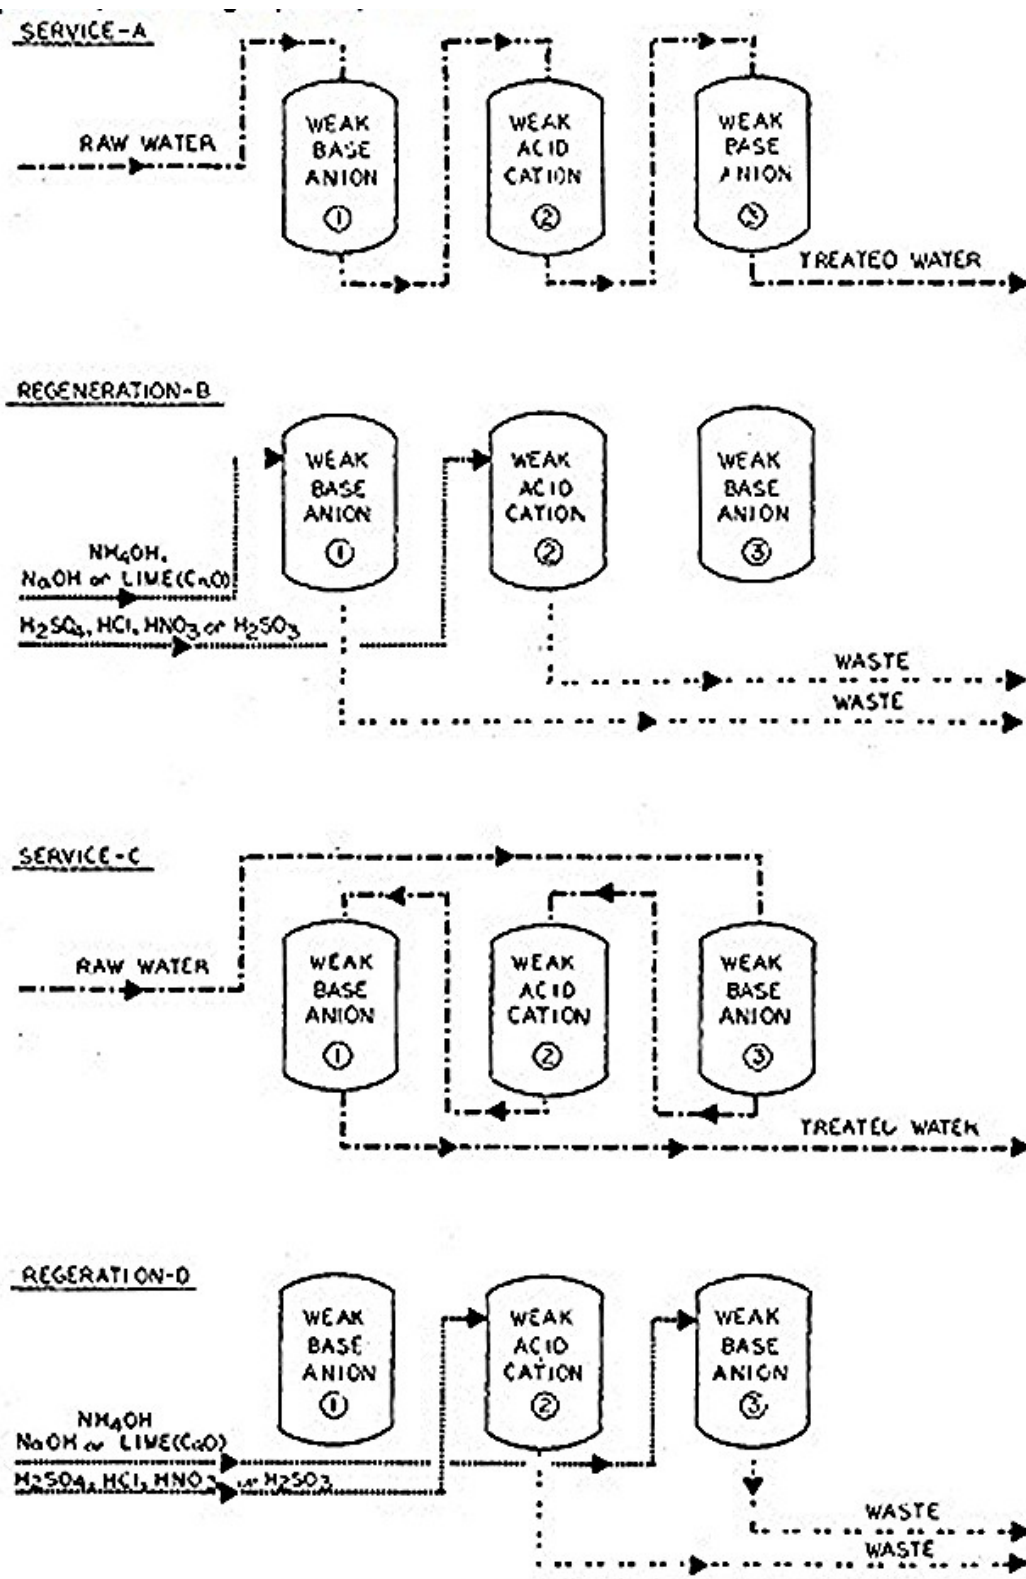 SERVICE-A
RAW WATER
WEAK
BASE
ANION
①
WEAK
ACID
CATION
②
WEAK
BASE
ANION
③
TREATED WATER
REGENERATION-B
WEAK
BASE
ANION
①
WEAK
ACID
CATION
②
WEAK
BASE
ANION
③
NH₄OH,
NaOH or LIME(CaO)
H₂SO₄, HCl, HNO₃ or H₂SO₃
WASTE
WASTE
SERVICE-C
RAW WATER
WEAK
BASE
ANION
①
WEAK
ACID
CATION
②
WEAK
BASE
ANION
③
TREATED WATER
REGERATION-D
WEAK
BASE
ANION
①
WEAK
ACID
CATION
②
WEAK
BASE
ANION
③
NH₄OH
NaOH or LIME(CaO)
H₂SO₄, HCl, HNO₃ or H₂SO₃
WASTE
WASTE